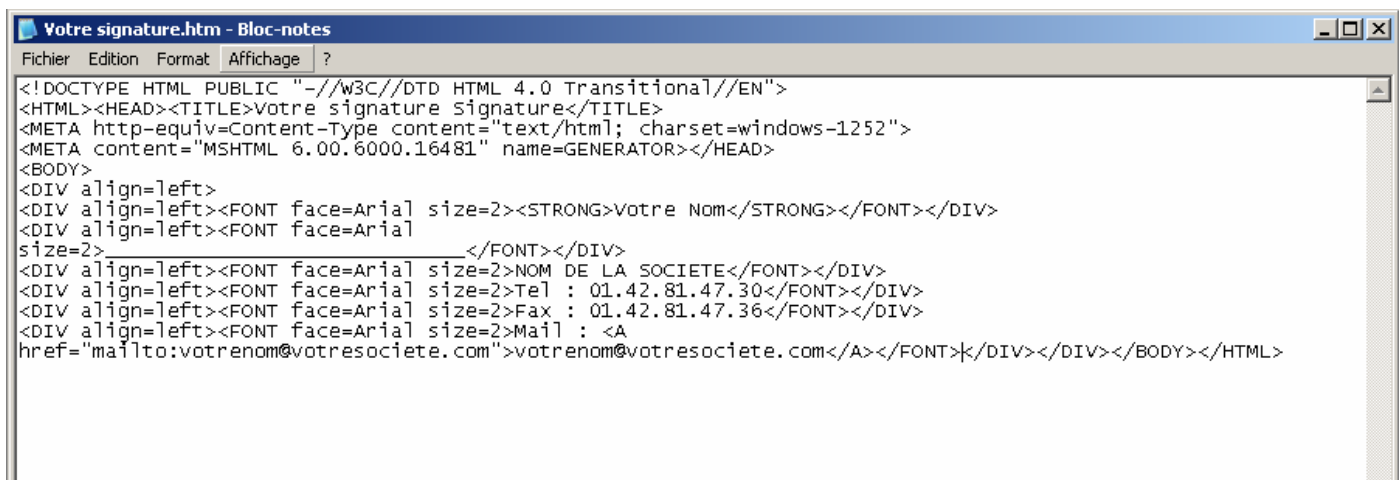 Votre signature.htm - Bloc-notes
Fichier Edition Format Affichage ?
<!DOCTYPE HTML PUBLIC "-//W3C//DTD HTML 4.0 Transitional//EN">
<HTML><HEAD><TITLE>Votre signature Signature</TITLE>
<META http-equiv=Content-Type content="text/html; charset=windows-1252">
<META content="MSHTML 6.00.6000.16481" name=GENERATOR></HEAD>
<BODY>
<DIV align=left>
<DIV align=left><FONT face=Arial size=2><STRONG>Votre Nom</STRONG></FONT></DIV>
<DIV align=left><FONT face=Arial
size=2>______________________________</FONT></DIV>
<DIV align=left><FONT face=Arial size=2>NOM DE LA SOCIETE</FONT></DIV>
<DIV align=left><FONT face=Arial size=2>Tel : 01.42.81.47.30</FONT></DIV>
<DIV align=left><FONT face=Arial size=2>Fax : 01.42.81.47.36</FONT></DIV>
<DIV align=left><FONT face=Arial size=2>Mail : <A
href="mailto:votrenom@votresociete.com">votrenom@votresociete.com</A></FONT></DIV></DIV></BODY></HTML>